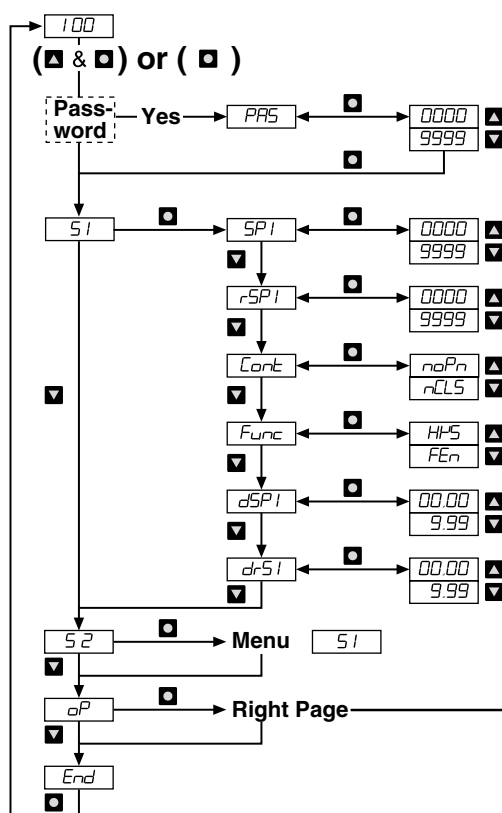 100
(▲ & ●) or ( ● )
Pass-
word
Yes
PAS
0000
9999
S1
SP1
0000
9999
rSP1
0000
9999
Cont
noPn
nCLS
Func
HYS
FEn
dSP1
00.00
9.99
drS1
00.00
9.99
S2
Menu
S1
oP
Right Page
End